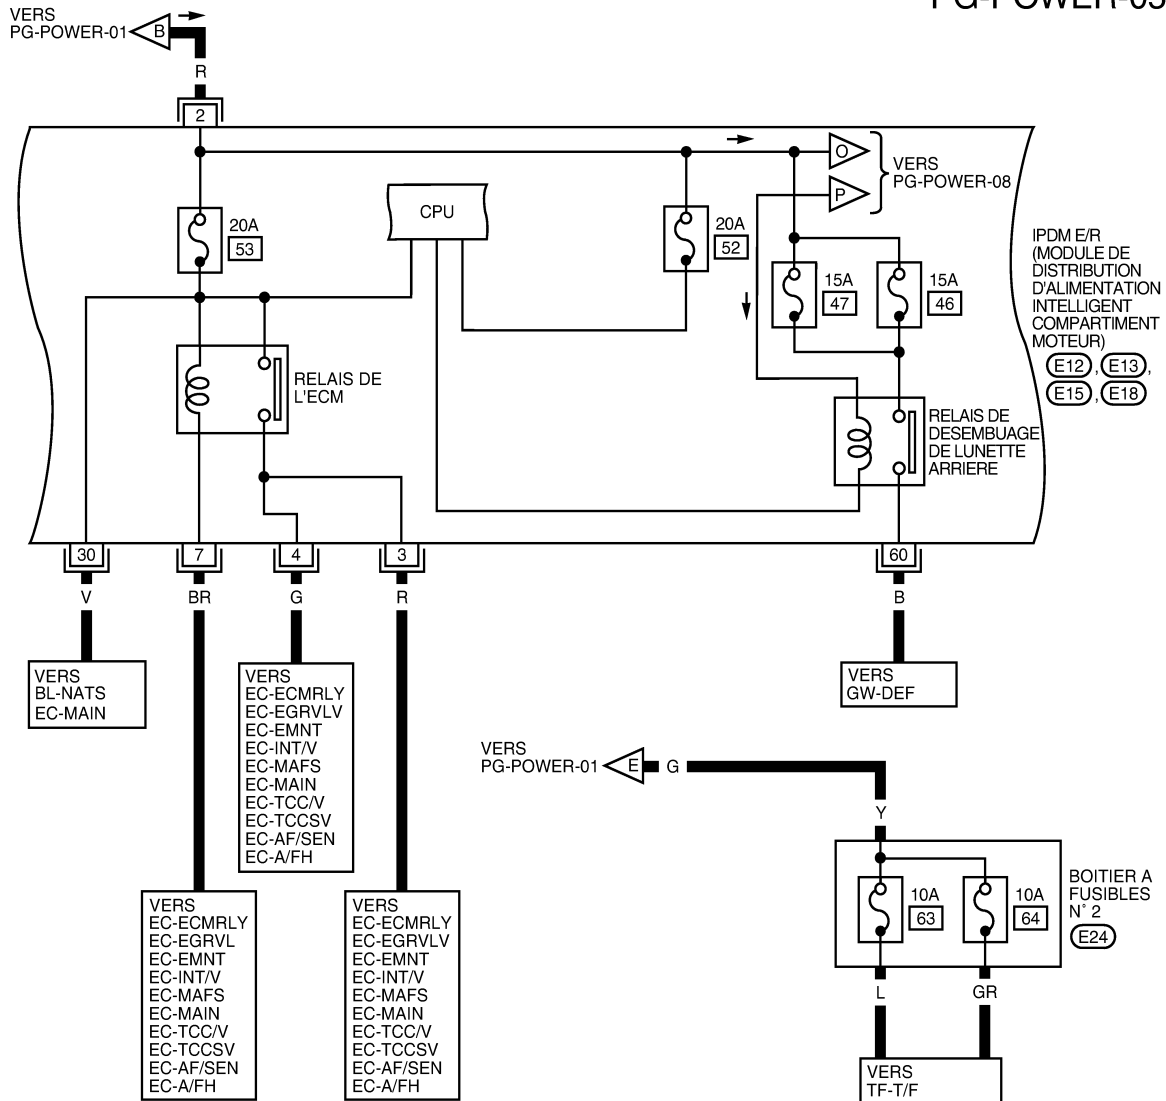 PG-POWER-03
VERS
PG-POWER-01
B
R
2
O
P
VERS
PG-POWER-08
CPU
20A
53
20A
52
15A
47
15A
46
IPDM E/R
(MODULE DE
DISTRIBUTION
D'ALIMENTATION
INTELLIGENT
COMPARTIMENT
MOTEUR)
E12 , E13 ,
E15 , E18
RELAIS DE
L'ECM
RELAIS DE
DESEMBUAGE
DE LUNETTE
ARRIERE
30
7
4
3
60
V
BR
G
R
B
VERS
BL-NATS
EC-MAIN
VERS
EC-ECMRLY
EC-EGRVLV
EC-EMNT
EC-INT/V
EC-MAFS
EC-MAIN
EC-TCC/V
EC-TCCSV
EC-AF/SEN
EC-A/FH
VERS
GW-DEF
VERS
PG-POWER-01
E
G
Y
VERS
EC-ECMRLY
EC-EGRVL
EC-EMNT
EC-INT/V
EC-MAFS
EC-MAIN
EC-TCC/V
EC-TCCSV
EC-AF/SEN
EC-A/FH
VERS
EC-ECMRLY
EC-EGRVLV
EC-EMNT
EC-INT/V
EC-MAFS
EC-MAIN
EC-TCC/V
EC-TCCSV
EC-AF/SEN
EC-A/FH
10A
63
10A
64
BOITIER A
FUSIBLES
N° 2
E24
L
GR
VERS
TF-T/F